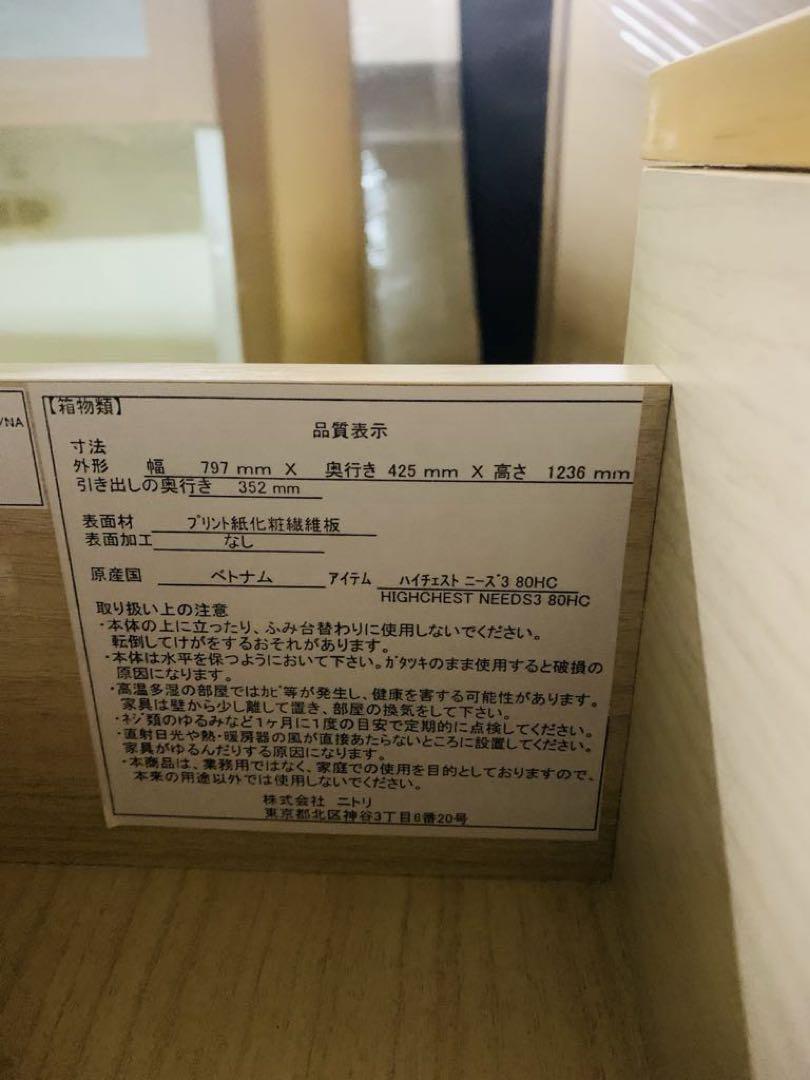 /NA
【箱物類】
品質表示
寸法
外形 幅 797 mm X 奥行き 425 mm X 高さ 1236 mm
引き出しの奥行き 352 mm
表面材 プリント紙化粧繊維板
表面加工 なし
原産国 ベトナム アイテム ハイチェスト ニーズ3 80HC
HIGHCHEST NEEDS3 80HC
取り扱い上の注意
・本体の上に立ったり、ふみ台替わりに使用しないでください。
転倒してけがをするおそれがあります。
・本体は水平を保つようにおいて下さい。ガタツキのまま使用すると破損の
原因になります。
・高温多湿の部屋ではカビ等が発生し、健康を害する可能性があります。
家具は壁から少し離して置き、部屋の換気をして下さい。
・ネジ類のゆるみなど1ヶ月に1度の目安で定期的に点検してください。
・直射日光や熱・暖房器の風が直接あたらないところに設置してください。
家具がゆるんだりする原因になります。
・本商品は、業務用ではなく、家庭での使用を目的としておりますので、
本来の用途以外では使用しないでください。
株式会社 ニトリ
東京都北区神谷3丁目6番20号